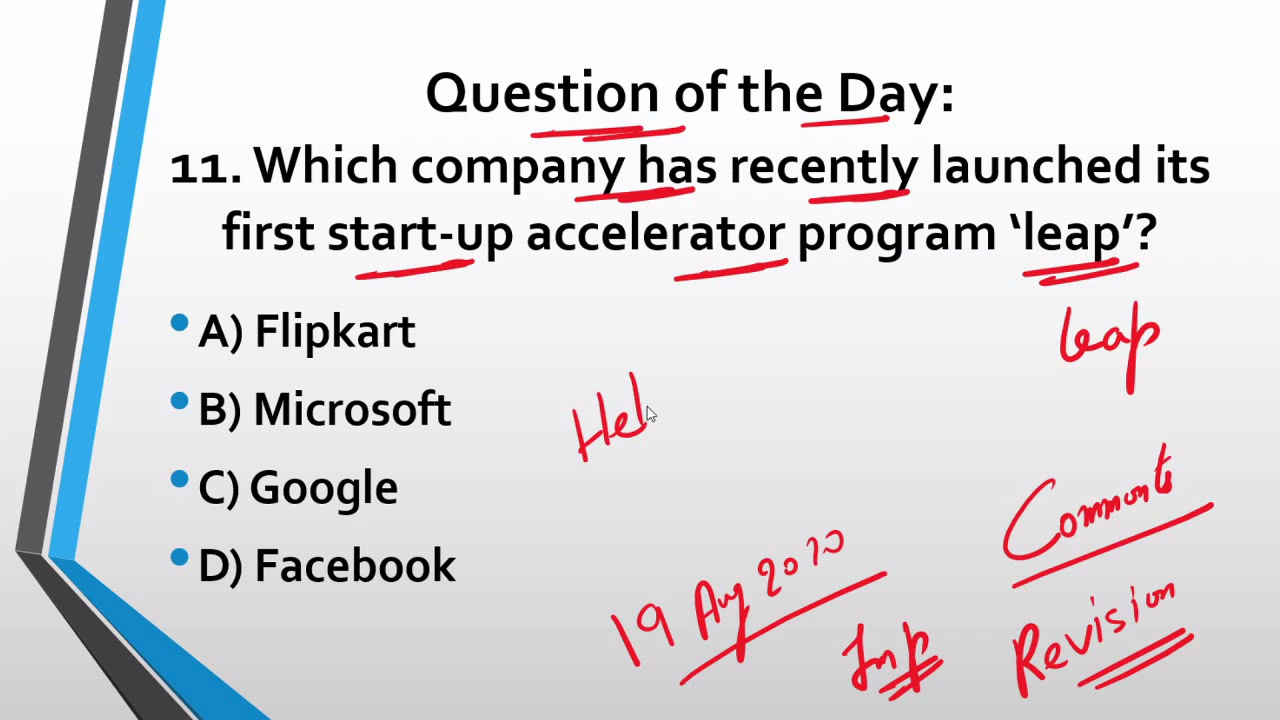 Question of the Day:
11. Which company has recently launched its
first start-up accelerator program ‘leap’?
• A) Flipkart
leap
• B) Microsoft
Hel
• C) Google
Comments
• D) Facebook
19 Aug 2020
Imp
Revision